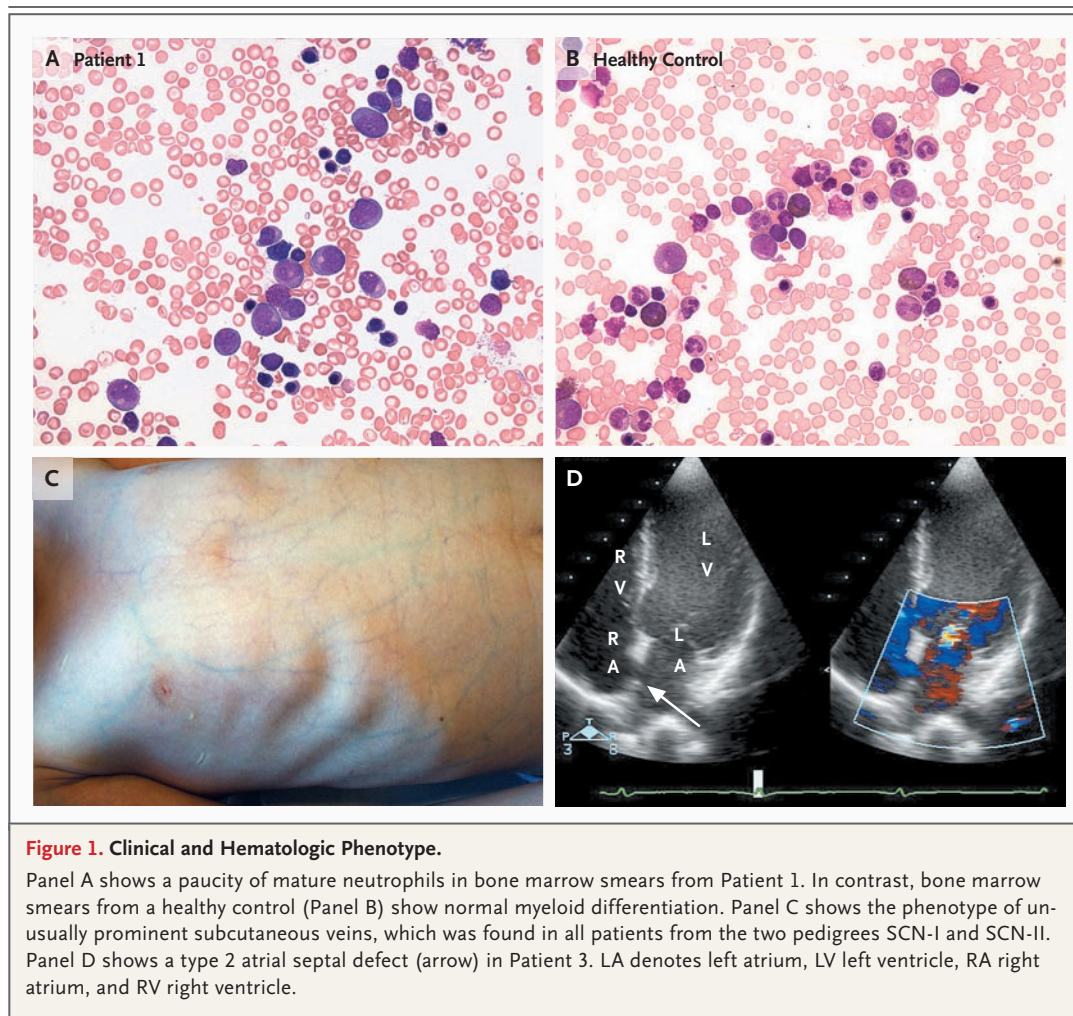 A Patient 1
B Healthy Control
C
D
L
V
R
V
R
A
L
A
T
P R
3 8
Figure 1. Clinical and Hematologic Phenotype.
Panel A shows a paucity of mature neutrophils in bone marrow smears from Patient 1. In contrast, bone marrow
smears from a healthy control (Panel B) show normal myeloid differentiation. Panel C shows the phenotype of un-
usually prominent subcutaneous veins, which was found in all patients from the two pedigrees SCN-I and SCN-II.
Panel D shows a type 2 atrial septal defect (arrow) in Patient 3. LA denotes left atrium, LV left ventricle, RA right
atrium, and RV right ventricle.